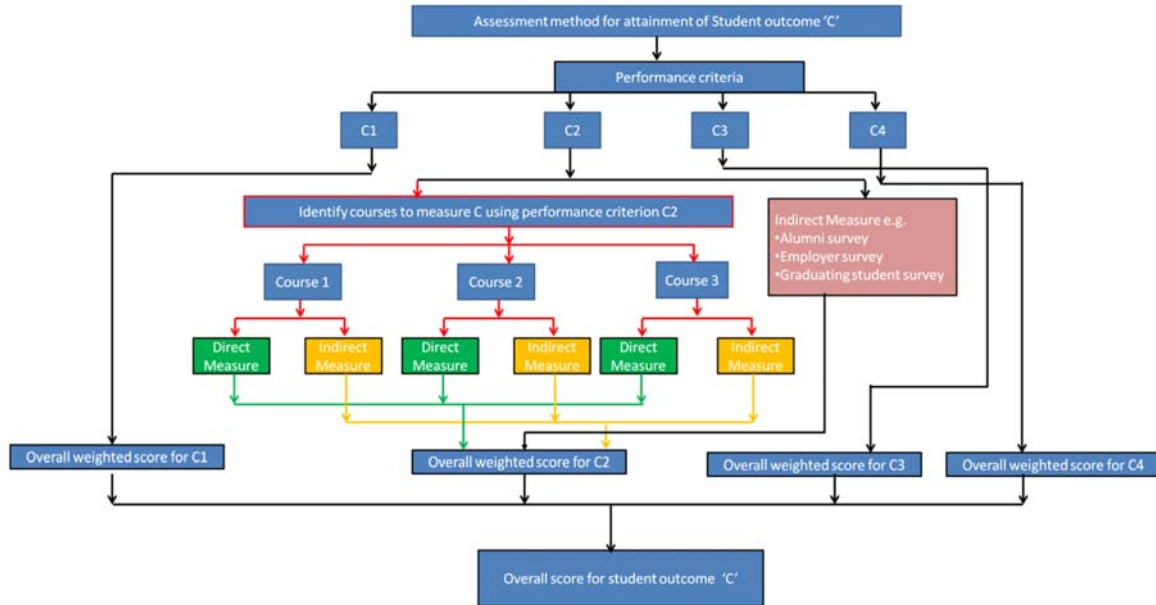 Assessment method for attainment of Student outcome ‘C’
Performance criteria
C1
C2
C3
C4
Identify courses to measure C using performance criterion C2
Indirect Measure e.g.
•Alumni survey
•Employer survey
•Graduating student survey
Course 1
Course 2
Course 3
Direct
Measure
Indirect
Measure
Direct
Measure
Indirect
Measure
Direct
Measure
Indirect
Measure
Overall weighted score for C1
Overall weighted score for C2
Overall weighted score for C3
Overall weighted score for C4
Overall score for student outcome ‘C’